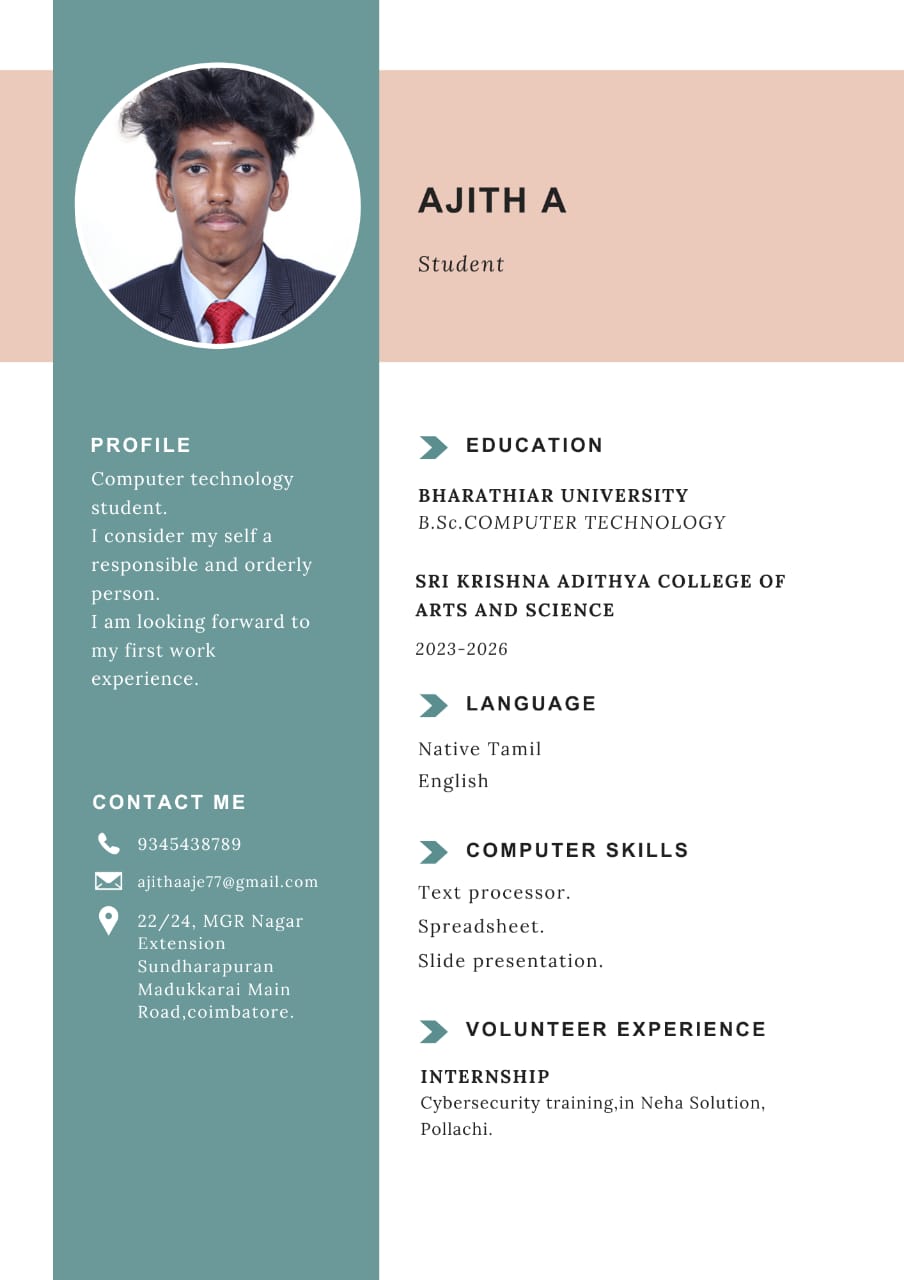 AJITH A
Student
PROFILE
Computer technology
student.
I consider my self a
responsible and orderly
person.
I am looking forward to
my first work
experience.
CONTACT ME
9345438789
ajithaaje77@gmail.com
22/24, MGR Nagar
Extension
Sundharapuran
Madukkarai Main
Road,coimbatore.
EDUCATION
BHARATHIAR UNIVERSITY
B.Sc.COMPUTER TECHNOLOGY
SRI KRISHNA ADITHYA COLLEGE OF
ARTS AND SCIENCE
2023-2026
LANGUAGE
Native Tamil
English
COMPUTER SKILLS
Text processor.
Spreadsheet.
Slide presentation.
VOLUNTEER EXPERIENCE
INTERNSHIP
Cybersecurity training,in Neha Solution,
Pollachi.